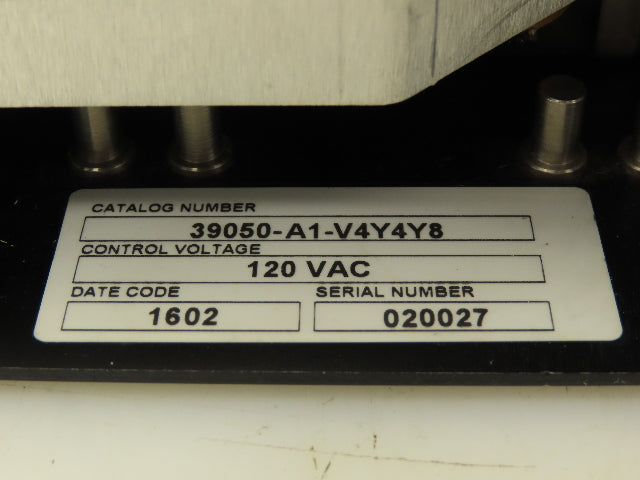 CATALOG NUMBER
39050-A1-V4Y4Y8
CONTROL VOLTAGE
120 VAC
DATE CODE SERIAL NUMBER
1602 020027